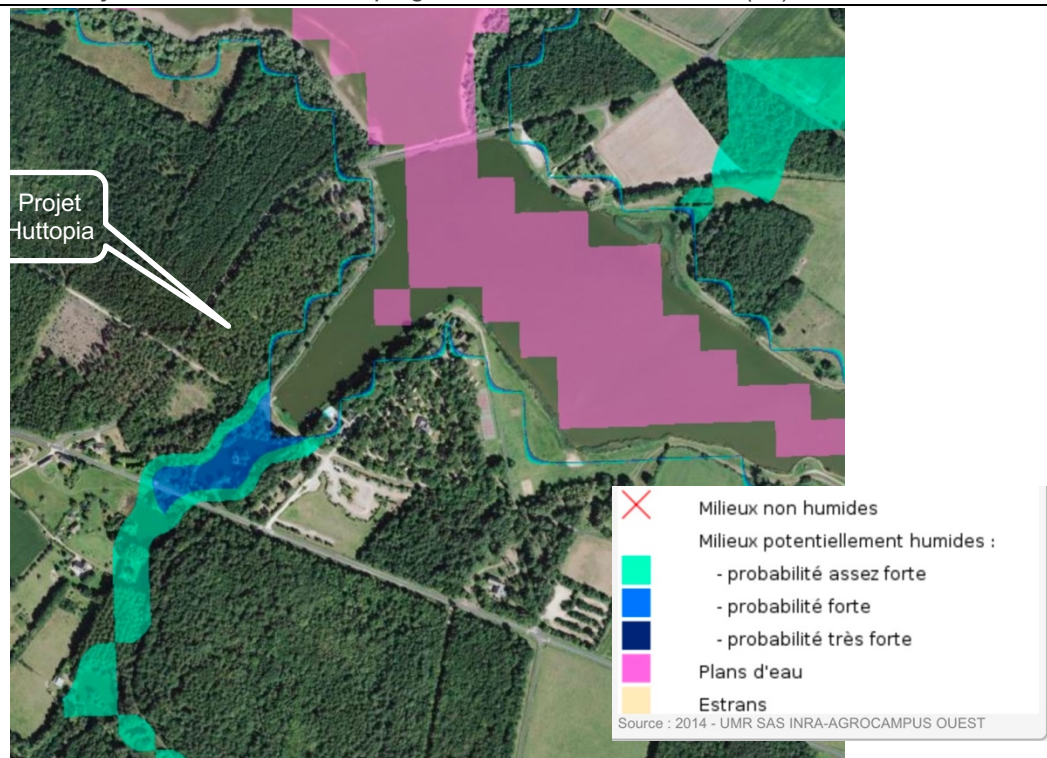 Projet
Huttopia
Milieux non humides
Milieux potentiellement humides :
- probabilité assez forte
- probabilité forte
- probabilité très forte
Plans d'eau
Estrans
Source : 2014 - UMR SAS INRA-AGROCAMPUS OUEST